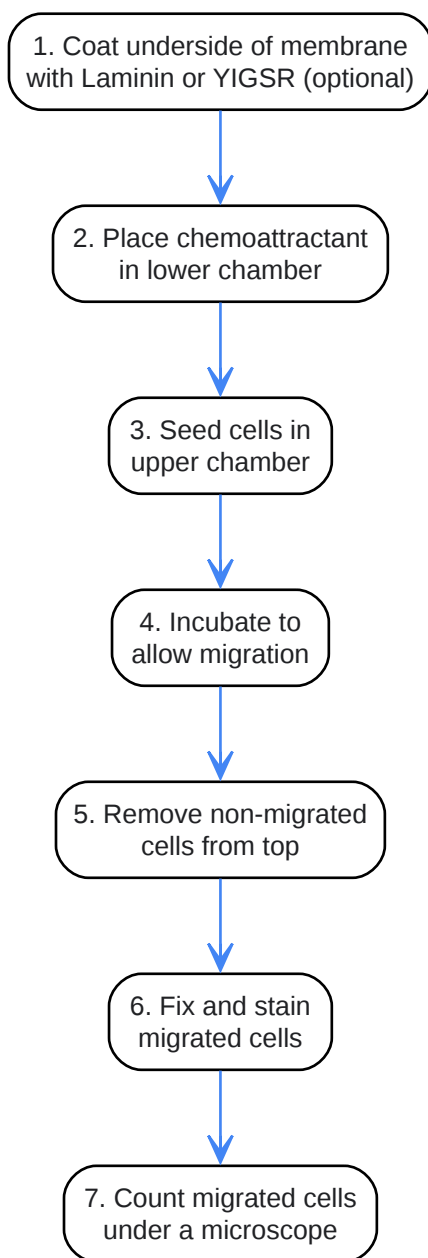 1. Coat underside of membrane
with Laminin or YIGSR (optional)
2. Place chemoattractant
in lower chamber
3. Seed cells in
upper chamber
4. Incubate to
allow migration
5. Remove non-migrated
cells from top
6. Fix and stain
migrated cells
7. Count migrated cells
under a microscope